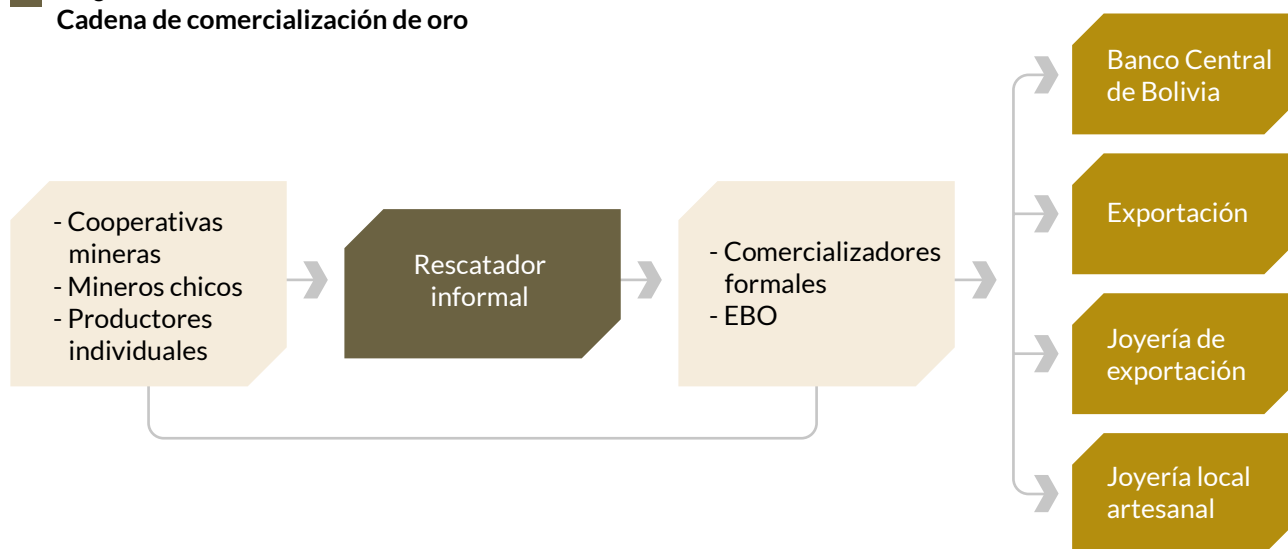 Cadena de comercialización de oro
- Cooperativas
mineras
- Mineros chicos
- Productores
individuales
Rescatador
informal
- Comercializadores
formales
- EBO
Banco Central
de Bolivia
Exportación
Joyería de
exportación
Joyería local
artesanal